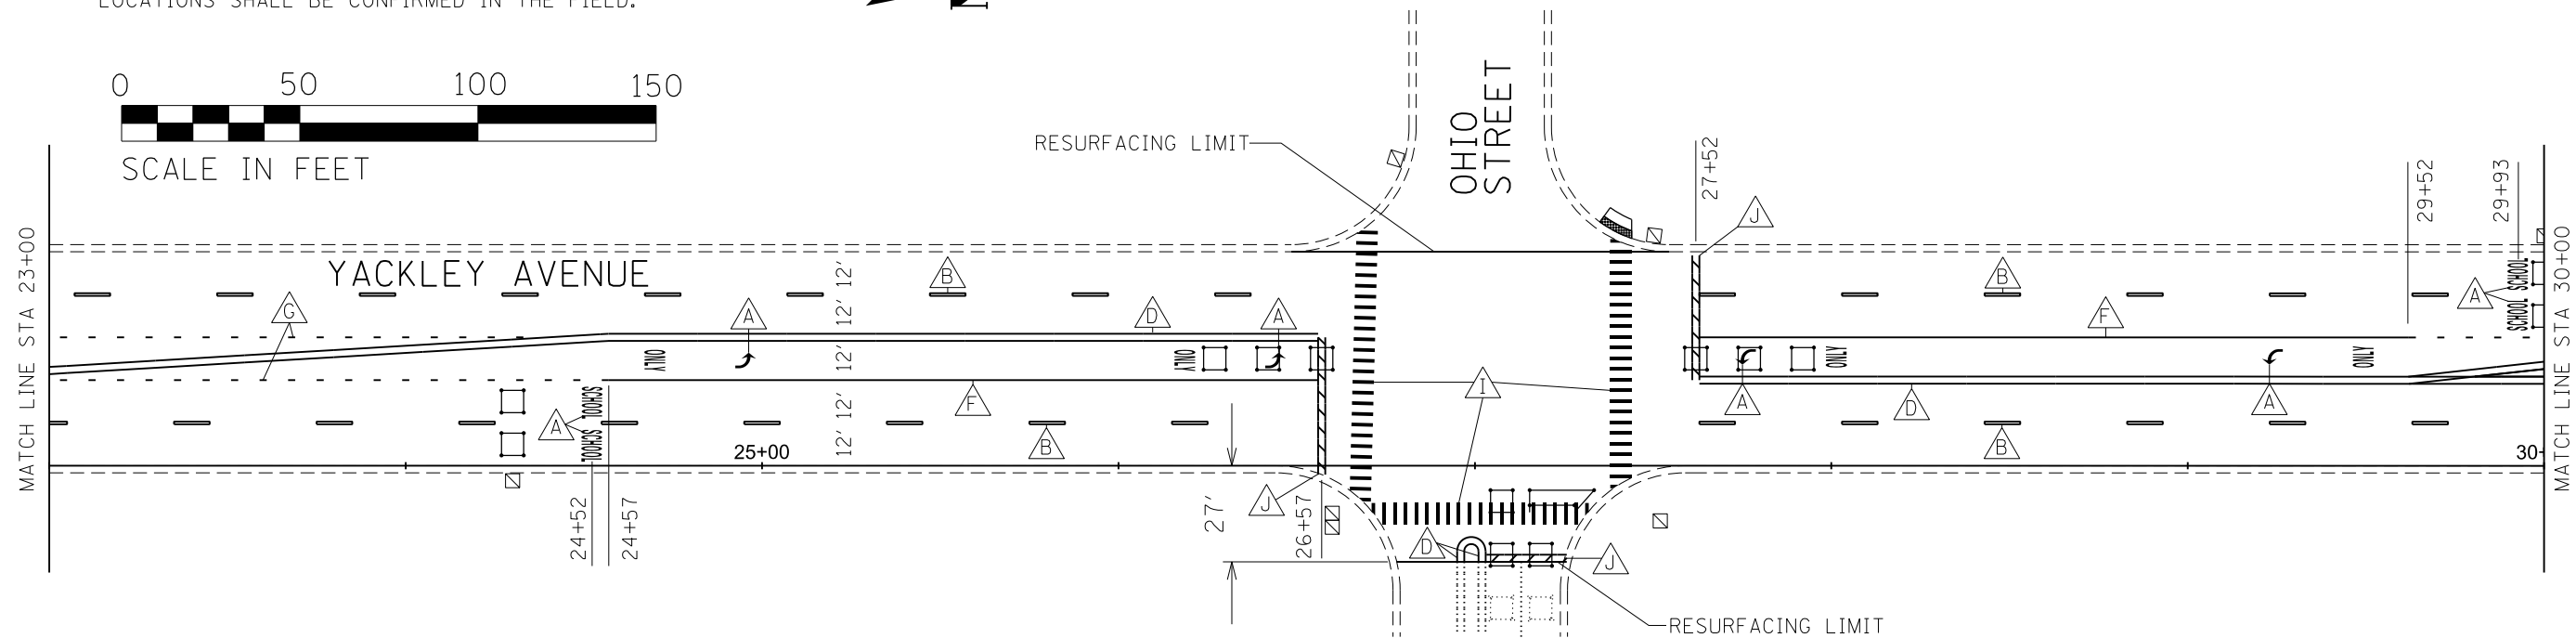 LOCATIONS SHALL BE CONFIRMED IN THE FIELD.
N
0 50 100 150
SCALE IN FEET
RESURFACING LIMIT
OHIO
STREET
27+52
J
29+52
29+93
MATCH LINE STA 23+00
YACKLEY AVENUE
G
B
A
D
A
12' 12' 12' 12' 12'
ONLY
ONLY
B
F
A
SCHOOL
SCHOOL
MATCH LINE STA 30+00
A
SCHOOL
SCHOOL
F
I
ONLY
ONLY
A
D
A
25+00
B
B
30
24+52
24+57
27'
J
26+57
D
J
RESURFACING LIMIT